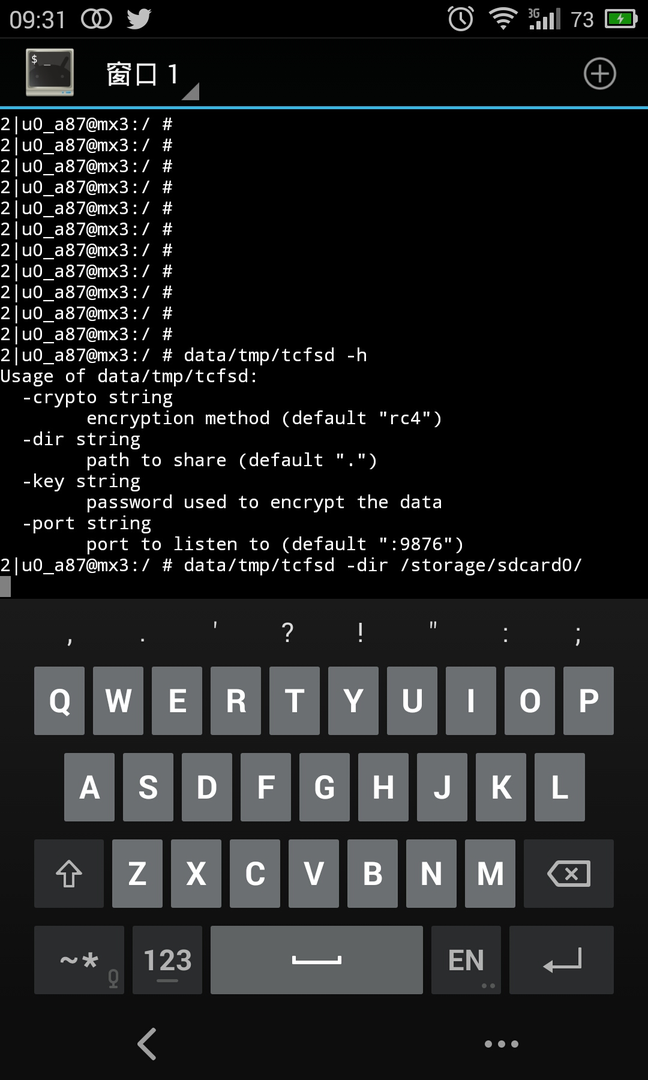 09:31
3G
73
$ _
窗口 1
2|u0_a87@mx3:/ #
2|u0_a87@mx3:/ #
2|u0_a87@mx3:/ #
2|u0_a87@mx3:/ #
2|u0_a87@mx3:/ #
2|u0_a87@mx3:/ #
2|u0_a87@mx3:/ #
2|u0_a87@mx3:/ #
2|u0_a87@mx3:/ #
2|u0_a87@mx3:/ #
2|u0_a87@mx3:/ #
2|u0_a87@mx3:/ # data/tmp/tcfsd -h
Usage of data/tmp/tcfsd:
  -crypto string
        encryption method (default "rc4")
  -dir string
        path to share (default ".")
  -key string
        password used to encrypt the data
  -port string
        port to listen to (default ":9876")
2|u0_a87@mx3:/ # data/tmp/tcfsd -dir /storage/sdcard0/
, . ' ? ! " : ;
Q W E R T Y U I O P
A S D F G H J K L
Z X C V B N M
~* 123 EN